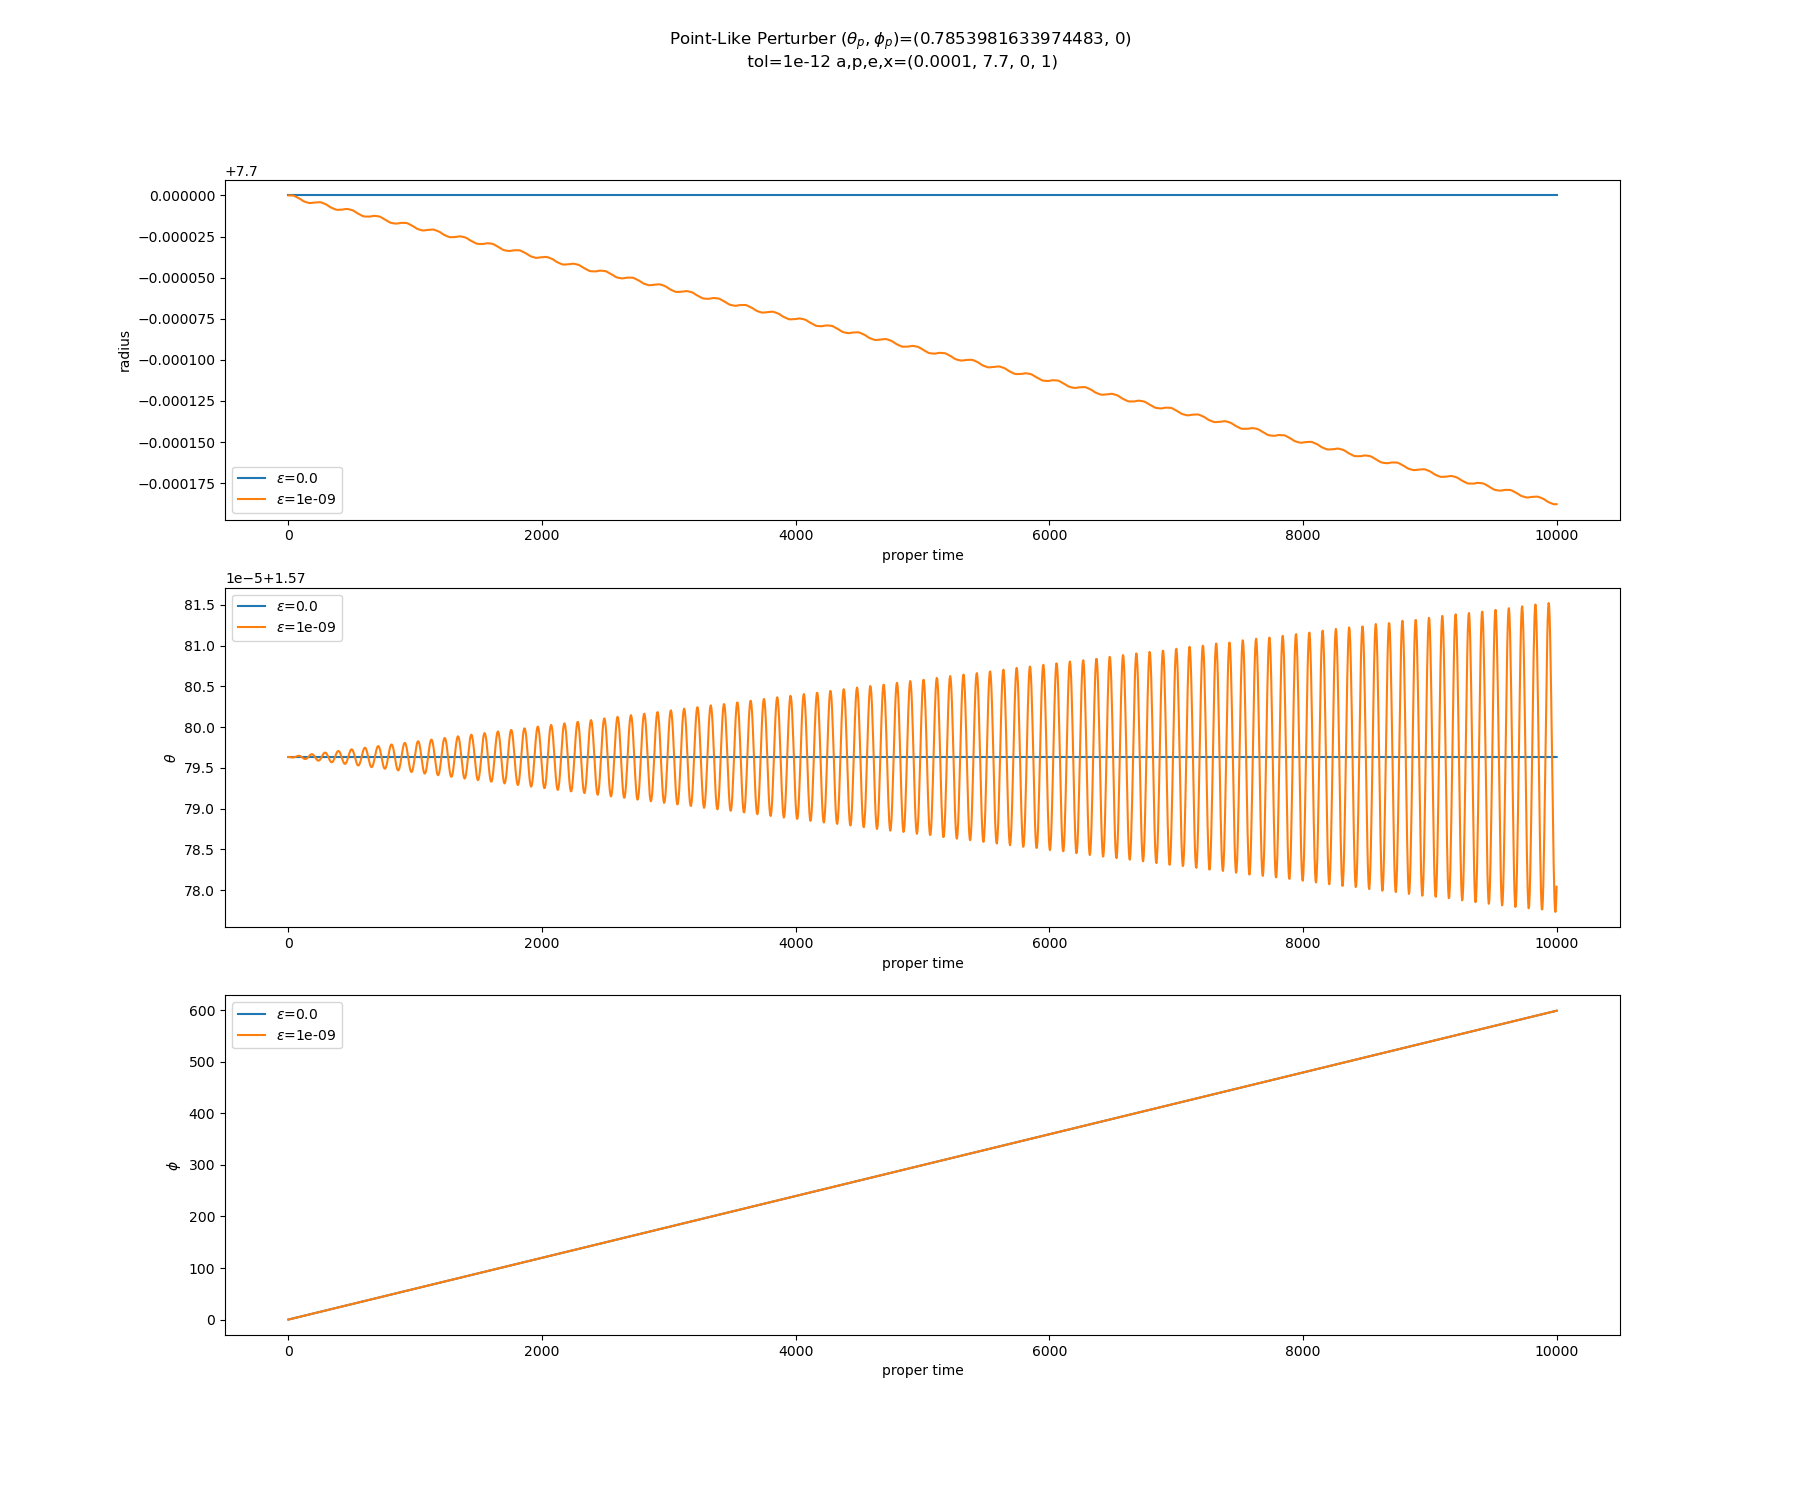 Point-Like Perturber (θp, ϕp)=(0.7853981633974483, 0)
tol=1e-12 a,p,e,x=(0.0001, 7.7, 0, 1)
+7.7
0.000000
−0.000025
−0.000050
−0.000075
−0.000100
−0.000125
−0.000150
−0.000175
radius
ε=0.0
ε=1e-09
0 2000 4000 6000 8000 10000
proper time
1e−5+1.57
81.5
81.0
80.5
80.0
79.5
79.0
78.5
78.0
θ
ε=0.0
ε=1e-09
0 2000 4000 6000 8000 10000
proper time
600
500
400
300
200
100
0
ϕ
ε=0.0
ε=1e-09
0 2000 4000 6000 8000 10000
proper time